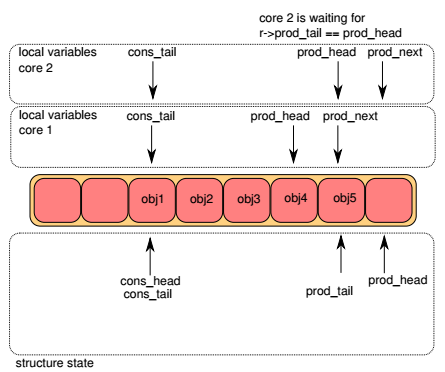 core 2 is waiting for
r->prod_tail == prod_head
local variables
core 2
cons_tail
prod_head
prod_next
local variables
core 1
cons_tail
prod_head
prod_next
obj1
obj2
obj3
obj4
obj5
cons_head
cons_tail
prod_tail
prod_head
structure state